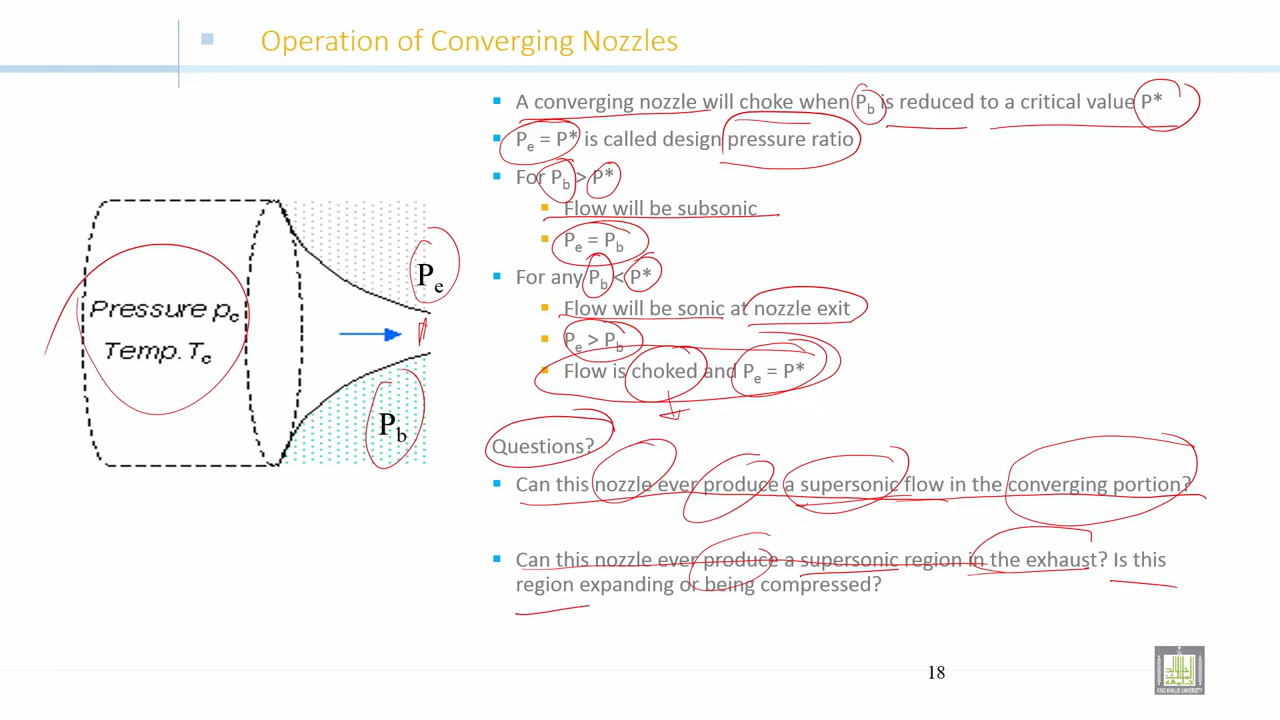 Operation of Converging Nozzles
A converging nozzle will choke when Pb is reduced to a critical value P*
Pe = P* is called design pressure ratio
For Pb > P*
Flow will be subsonic
Pe = Pb
For any Pb < P*
Flow will be sonic at nozzle exit
Pe > Pb
Flow is choked and Pe = P*
Questions?
Can this nozzle ever produce a supersonic flow in the converging portion?
Can this nozzle ever produce a supersonic region in the exhaust? Is this
region expanding or being compressed?
Pe
Pressure pc
Temp. Tc
Pb
18
KING KHALID UNIVERSITY